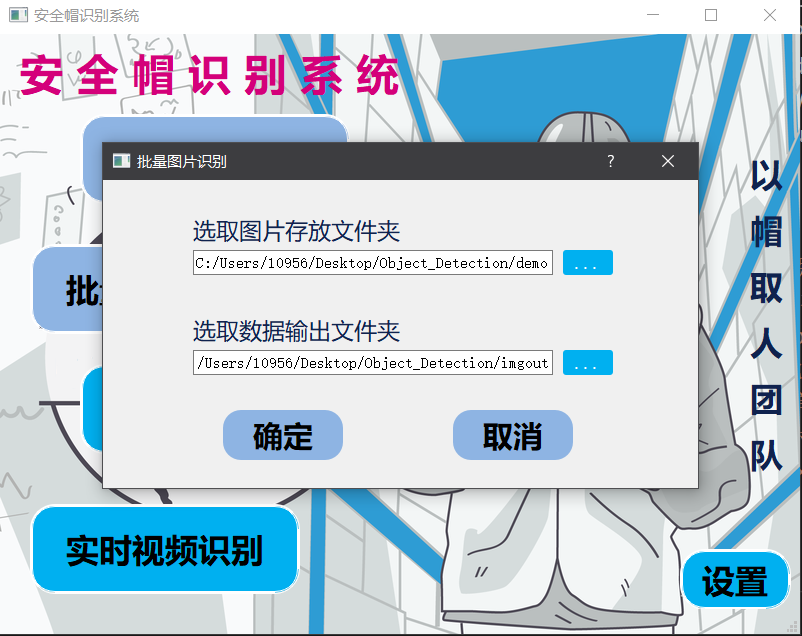 安全帽识别系统
安全帽识别系统
批量图片识别
?
选取图片存放文件夹
C:/Users/10956/Desktop/Object_Detection/demo
...
选取数据输出文件夹
/Users/10956/Desktop/Object_Detection/imgout
...
确定
取消
批
实时视频识别
设置
以帽取人团队